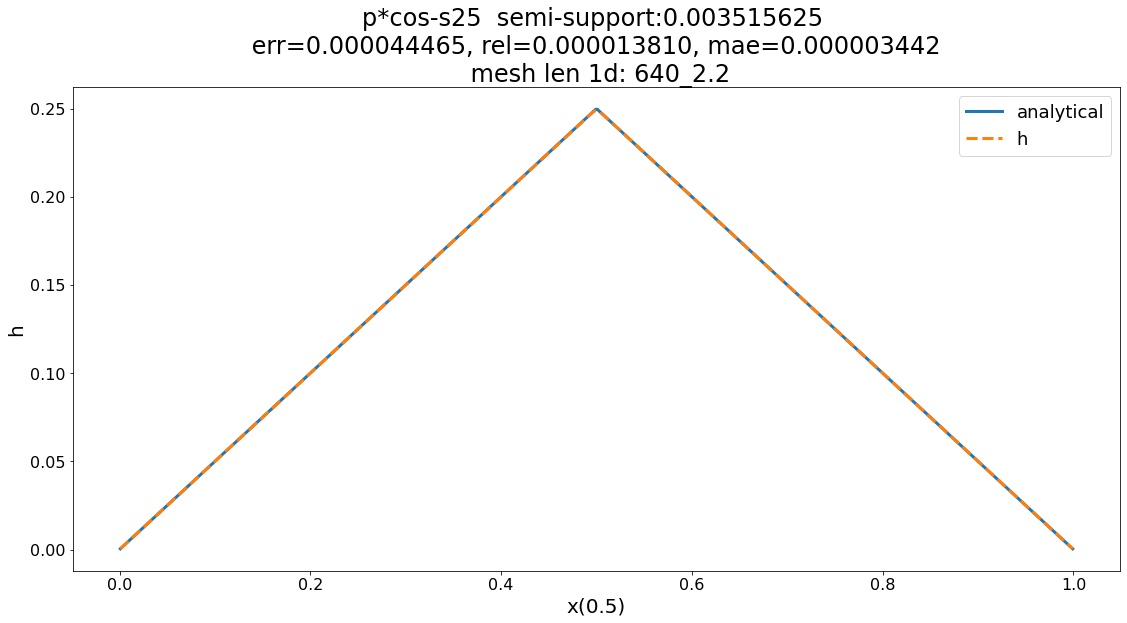 p*cos-s25  semi-support:0.003515625
err=0.000044465, rel=0.000013810, mae=0.000003442
mesh len 1d: 640_2.2
analytical
h
h
0.25
0.20
0.15
0.10
0.05
0.00
0.0 0.2 0.4 0.6 0.8 1.0
x(0.5)